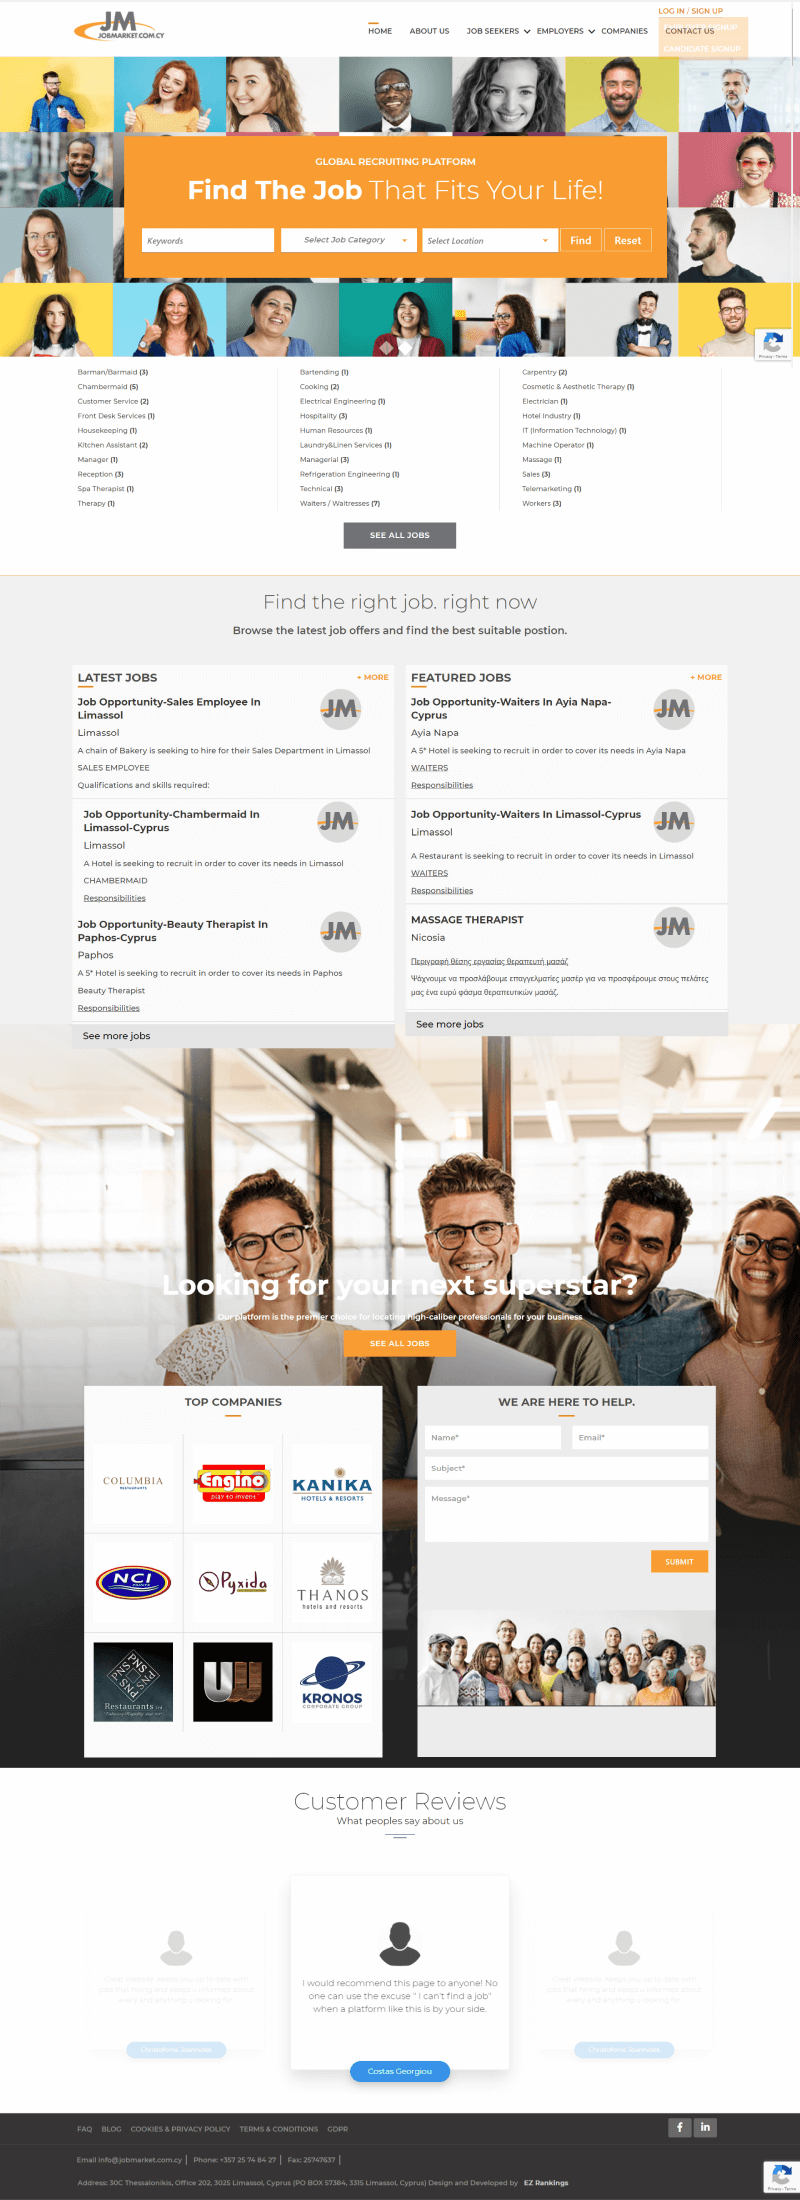 JM
JOBMARKET.COM.CY
LOG IN / SIGN UP
HOME ABOUT US JOB SEEKERS EMPLOYERS COMPANIES CONTACT US
CANDIDATE SIGNUP
GLOBAL RECRUITING PLATFORM
Find The Job That Fits Your Life!
Keywords Select Job Category Select Location Find Reset
Privacy - Terms
Barman/Barmaid (3) Bartending (1) Carpentry (2)
Chambermaid (5) Cooking (2) Cosmetic & Aesthetic Therapy (1)
Customer Service (2) Electrical Engineering (1) Electrician (1)
Front Desk Services (1) Hospitality (3) Hotel Industry (1)
Housekeeping (1) Human Resources (1) IT (Information Technology) (1)
Kitchen Assistant (2) Laundry&Linen Services (1) Machine Operator (1)
Manager (1) Managerial (3) Massage (1)
Reception (3) Refrigeration Engineering (1) Sales (3)
Spa Therapist (1) Technical (3) Telemarketing (1)
Therapy (1) Waiters / Waitresses (7) Workers (3)
SEE ALL JOBS
Find the right job. right now
Browse the latest job offers and find the best suitable postion.
LATEST JOBS + MORE
Job Opportunity-Sales Employee In
Limassol
JM
Limassol
A chain of Bakery is seeking to hire for their Sales Department in Limassol
SALES EMPLOYEE
Qualifications and skills required:
Job Opportunity-Chambermaid In
Limassol-Cyprus
JM
Limassol
A Hotel is seeking to recruit in order to cover its needs in Limassol
CHAMBERMAID
Responsibilities
Job Opportunity-Beauty Therapist In
Paphos-Cyprus
JM
Paphos
A 5* Hotel is seeking to recruit in order to cover its needs in Paphos
Beauty Therapist
Responsibilities
See more jobs
FEATURED JOBS + MORE
Job Opportunity-Waiters In Ayia Napa-
Cyprus
JM
Ayia Napa
A 5* Hotel is seeking to recruit in order to cover its needs in Ayia Napa
WAITERS
Responsibilities
Job Opportunity-Waiters In Limassol-Cyprus
JM
Limassol
A Restaurant is seeking to recruit in order to cover its needs in Limassol
WAITERS
Responsibilities
MASSAGE THERAPIST
JM
Nicosia
Περιγραφή θέσης εργασίας θεραπευτή μασάζ
Ψάχνουμε να προσλάβουμε επαγγελματίες μασέρ για να προσφέρουμε στους πελάτες
μας ένα ευρύ φάσμα θεραπευτικών μασάζ.
See more jobs
Looking for your next superstar?
Our platform is the premier choice for locating high-caliber professionals for your business
SEE ALL JOBS
TOP COMPANIES
COLUMBIA
RESTAURANTS
Engino
play to invent
KANIKA
HOTELS & RESORTS
NCI
Pyxida
THANOS
hotels and resorts
PNS PNS PNS PNS
Restaurants Ltd
KRONOS
CORPORATE GROUP
WE ARE HERE TO HELP.
Name* Email*
Subject*
Message*
SUBMIT
Customer Reviews
What peoples say about us
I would recommend this page to anyone! No
one can use the excuse " I can't find a job"
when a platform like this is by your side.
Costas Georgiou
FAQ BLOG COOKIES & PRIVACY POLICY TERMS & CONDITIONS GDPR
f in
Email info@jobmarket.com.cy | Phone: +357 25 74 84 27 | Fax: 25747637 |
Address: 30C Thessalonikis, Office 202, 3025 Limassol, Cyprus (PO BOX 57384, 3315 Limassol, Cyprus) Design and Developed by EZ Rankings
Privacy - Terms